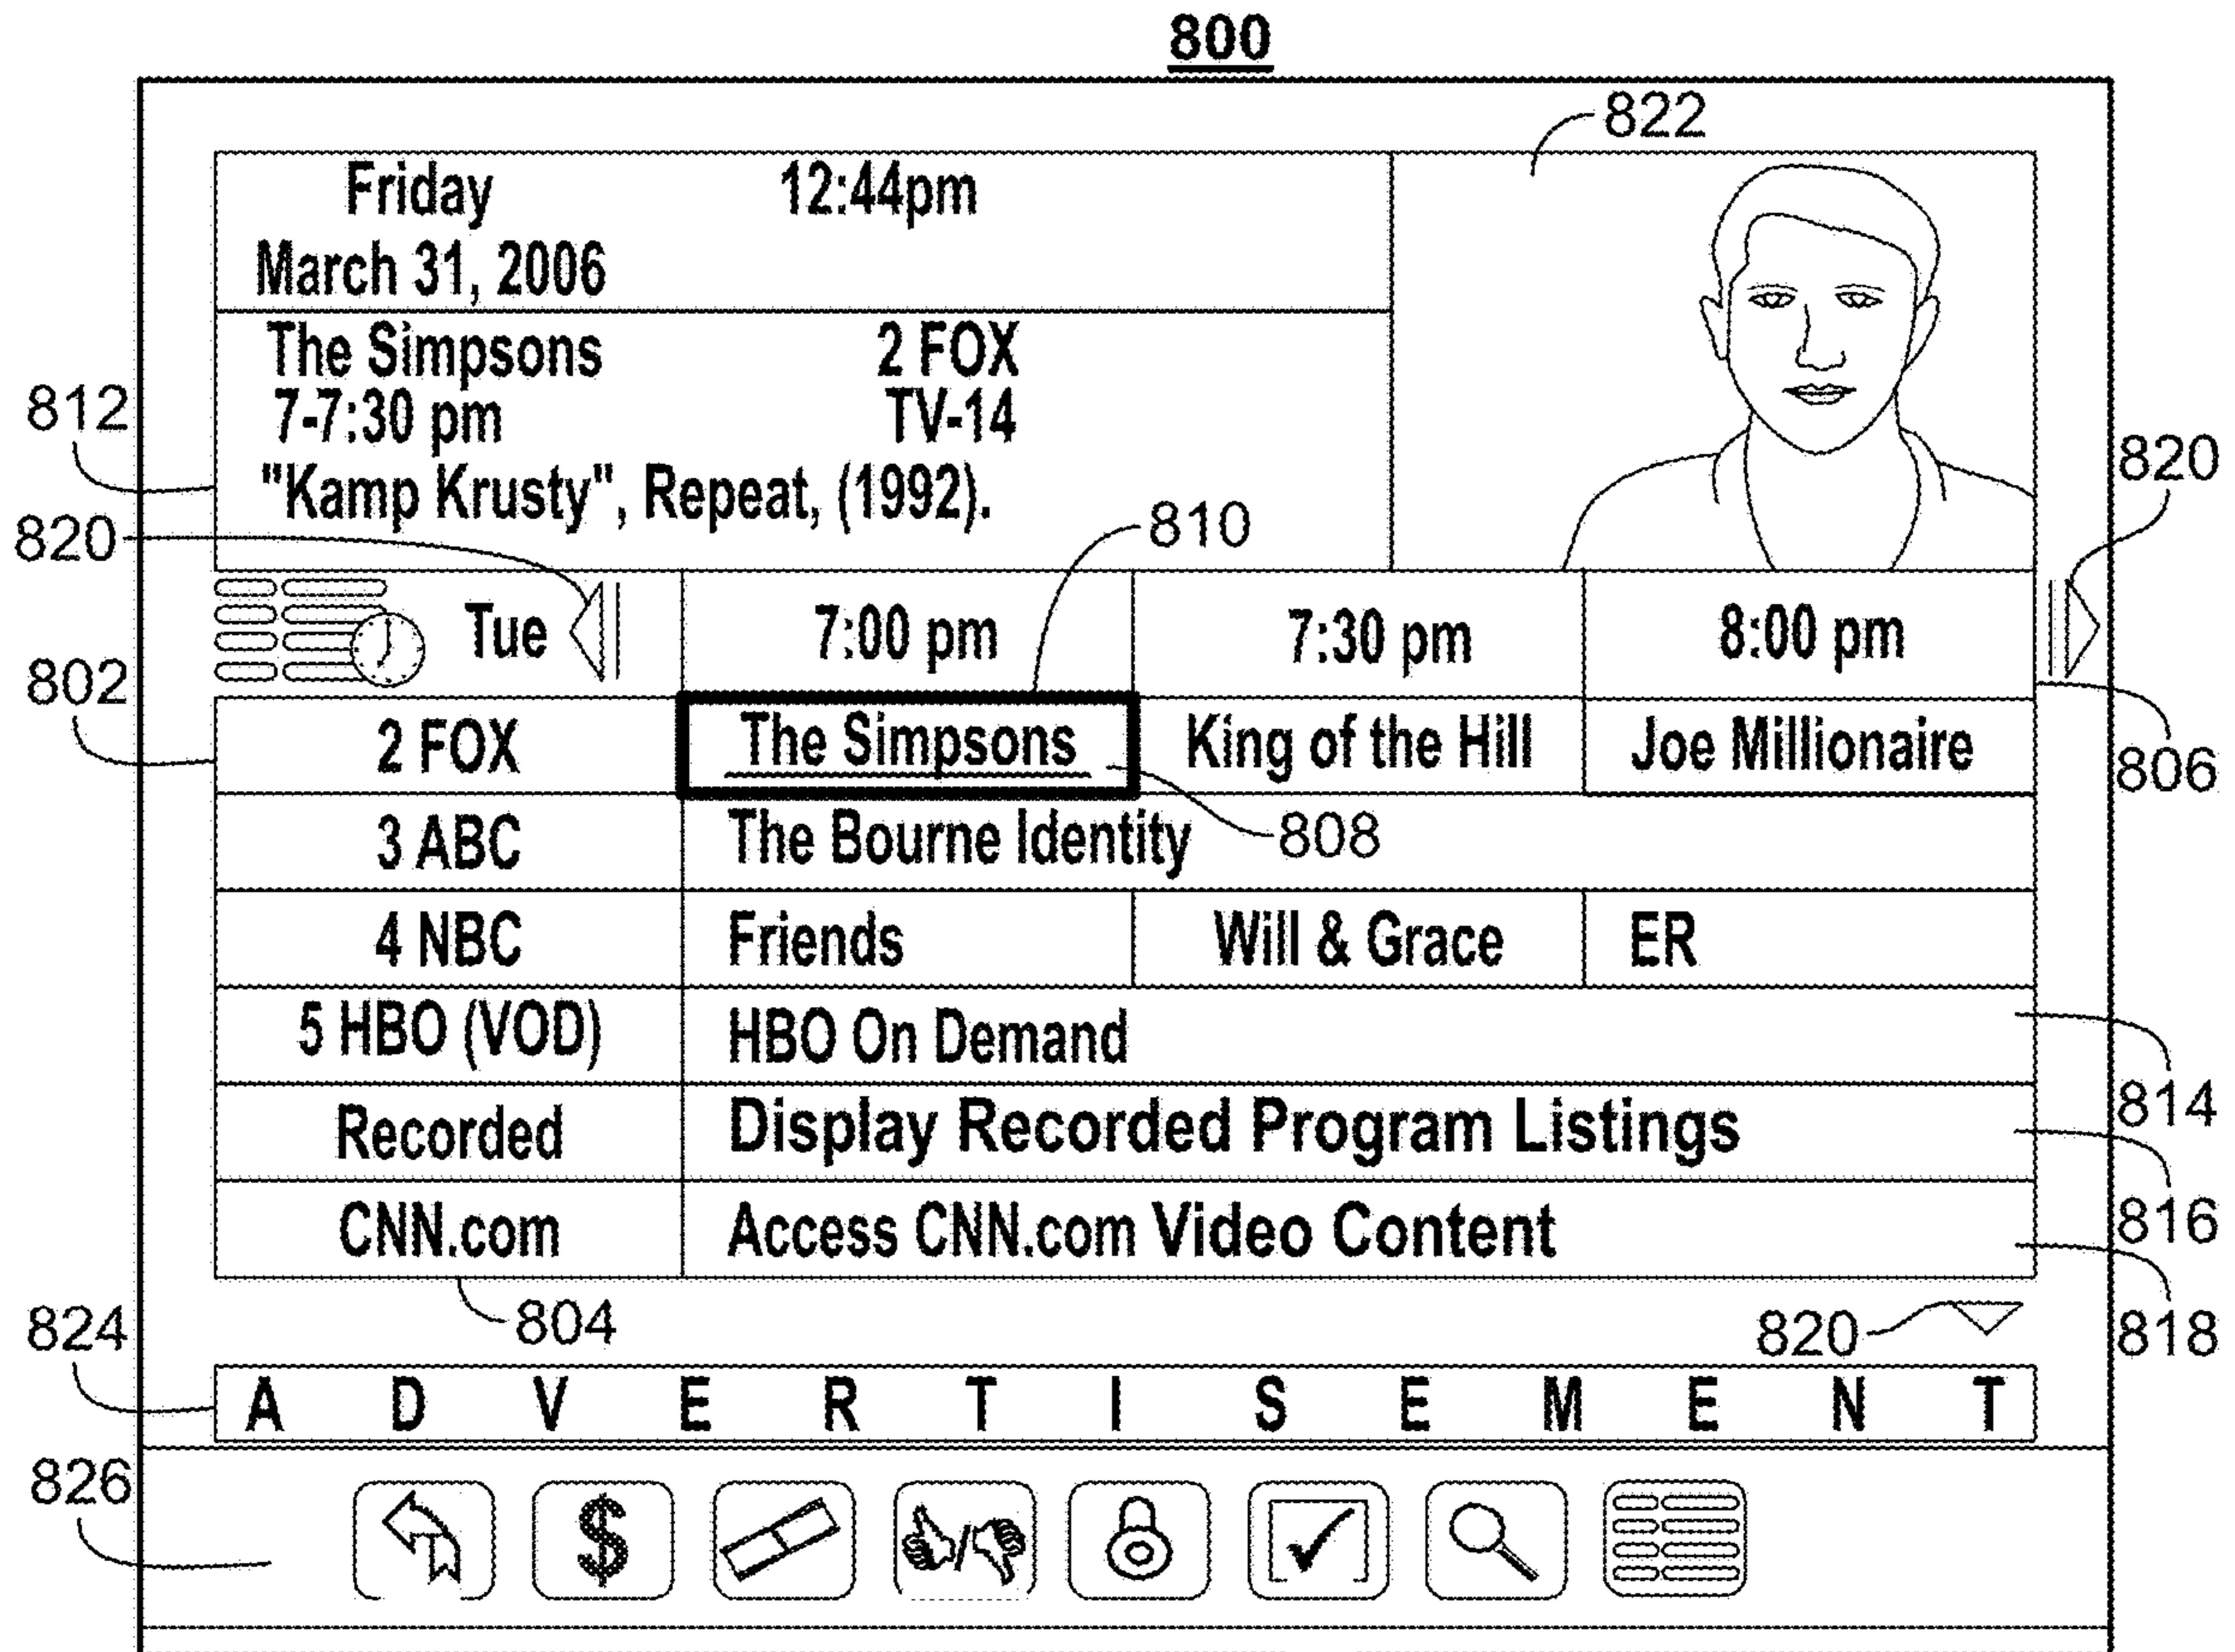 800
822
Friday 12:44pm
March 31, 2006
The Simpsons 2 FOX
812
7-7:30 pm TV-14
820
"Kamp Krusty", Repeat, (1992).
820
810
Tue 7:00 pm 7:30 pm 8:00 pm
802
2 FOX The Simpsons King of the Hill Joe Millionaire
806
3 ABC The Bourne Identity
808
4 NBC Friends Will & Grace ER
5 HBO (VOD) HBO On Demand
814
Recorded Display Recorded Program Listings
816
CNN.com Access CNN.com Video Content
824
804
820
818
A D V E R T I S E M E N T
826
$